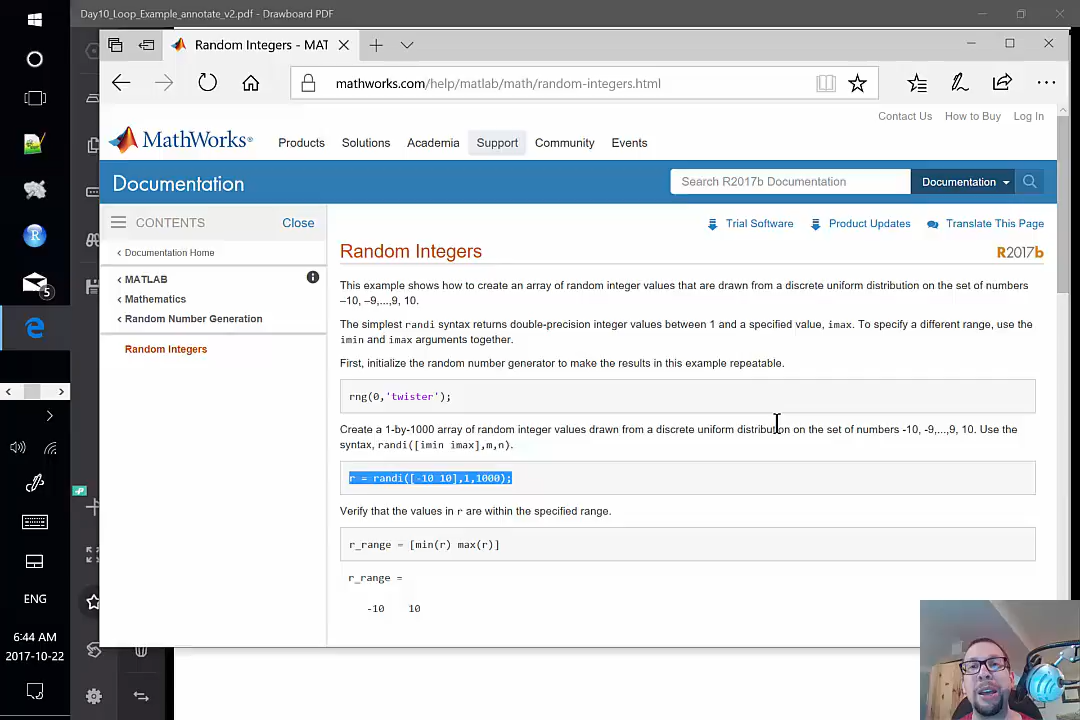 Day10_Loop_Example_annotate_v2.pdf - Drawboard PDF
Random Integers - MAT
mathworks.com/help/matlab/math/random-integers.html
Contact Us How to Buy Log In
MathWorks®
Products Solutions Academia Support Community Events
Documentation
Search R2017b Documentation
Documentation
CONTENTS
Close
Trial Software Product Updates Translate This Page
Documentation Home
MATLAB
Mathematics
Random Number Generation
Random Integers
Random Integers
R2017b
This example shows how to create an array of random integer values that are drawn from a discrete uniform distribution on the set of numbers
–10, –9,...,9, 10.
The simplest randi syntax returns double-precision integer values between 1 and a specified value, imax. To specify a different range, use the
imin and imax arguments together.
First, initialize the random number generator to make the results in this example repeatable.
rng(0,'twister');
Create a 1-by-1000 array of random integer values drawn from a discrete uniform distribution on the set of numbers -10, -9,...,9, 10. Use the
syntax, randi([imin imax],m,n).
r = randi([-10 10],1,1000);
Verify that the values in r are within the specified range.
r_range = [min(r) max(r)]
r_range =
-10 10
R
5
ENG
6:44 AM
2017-10-22